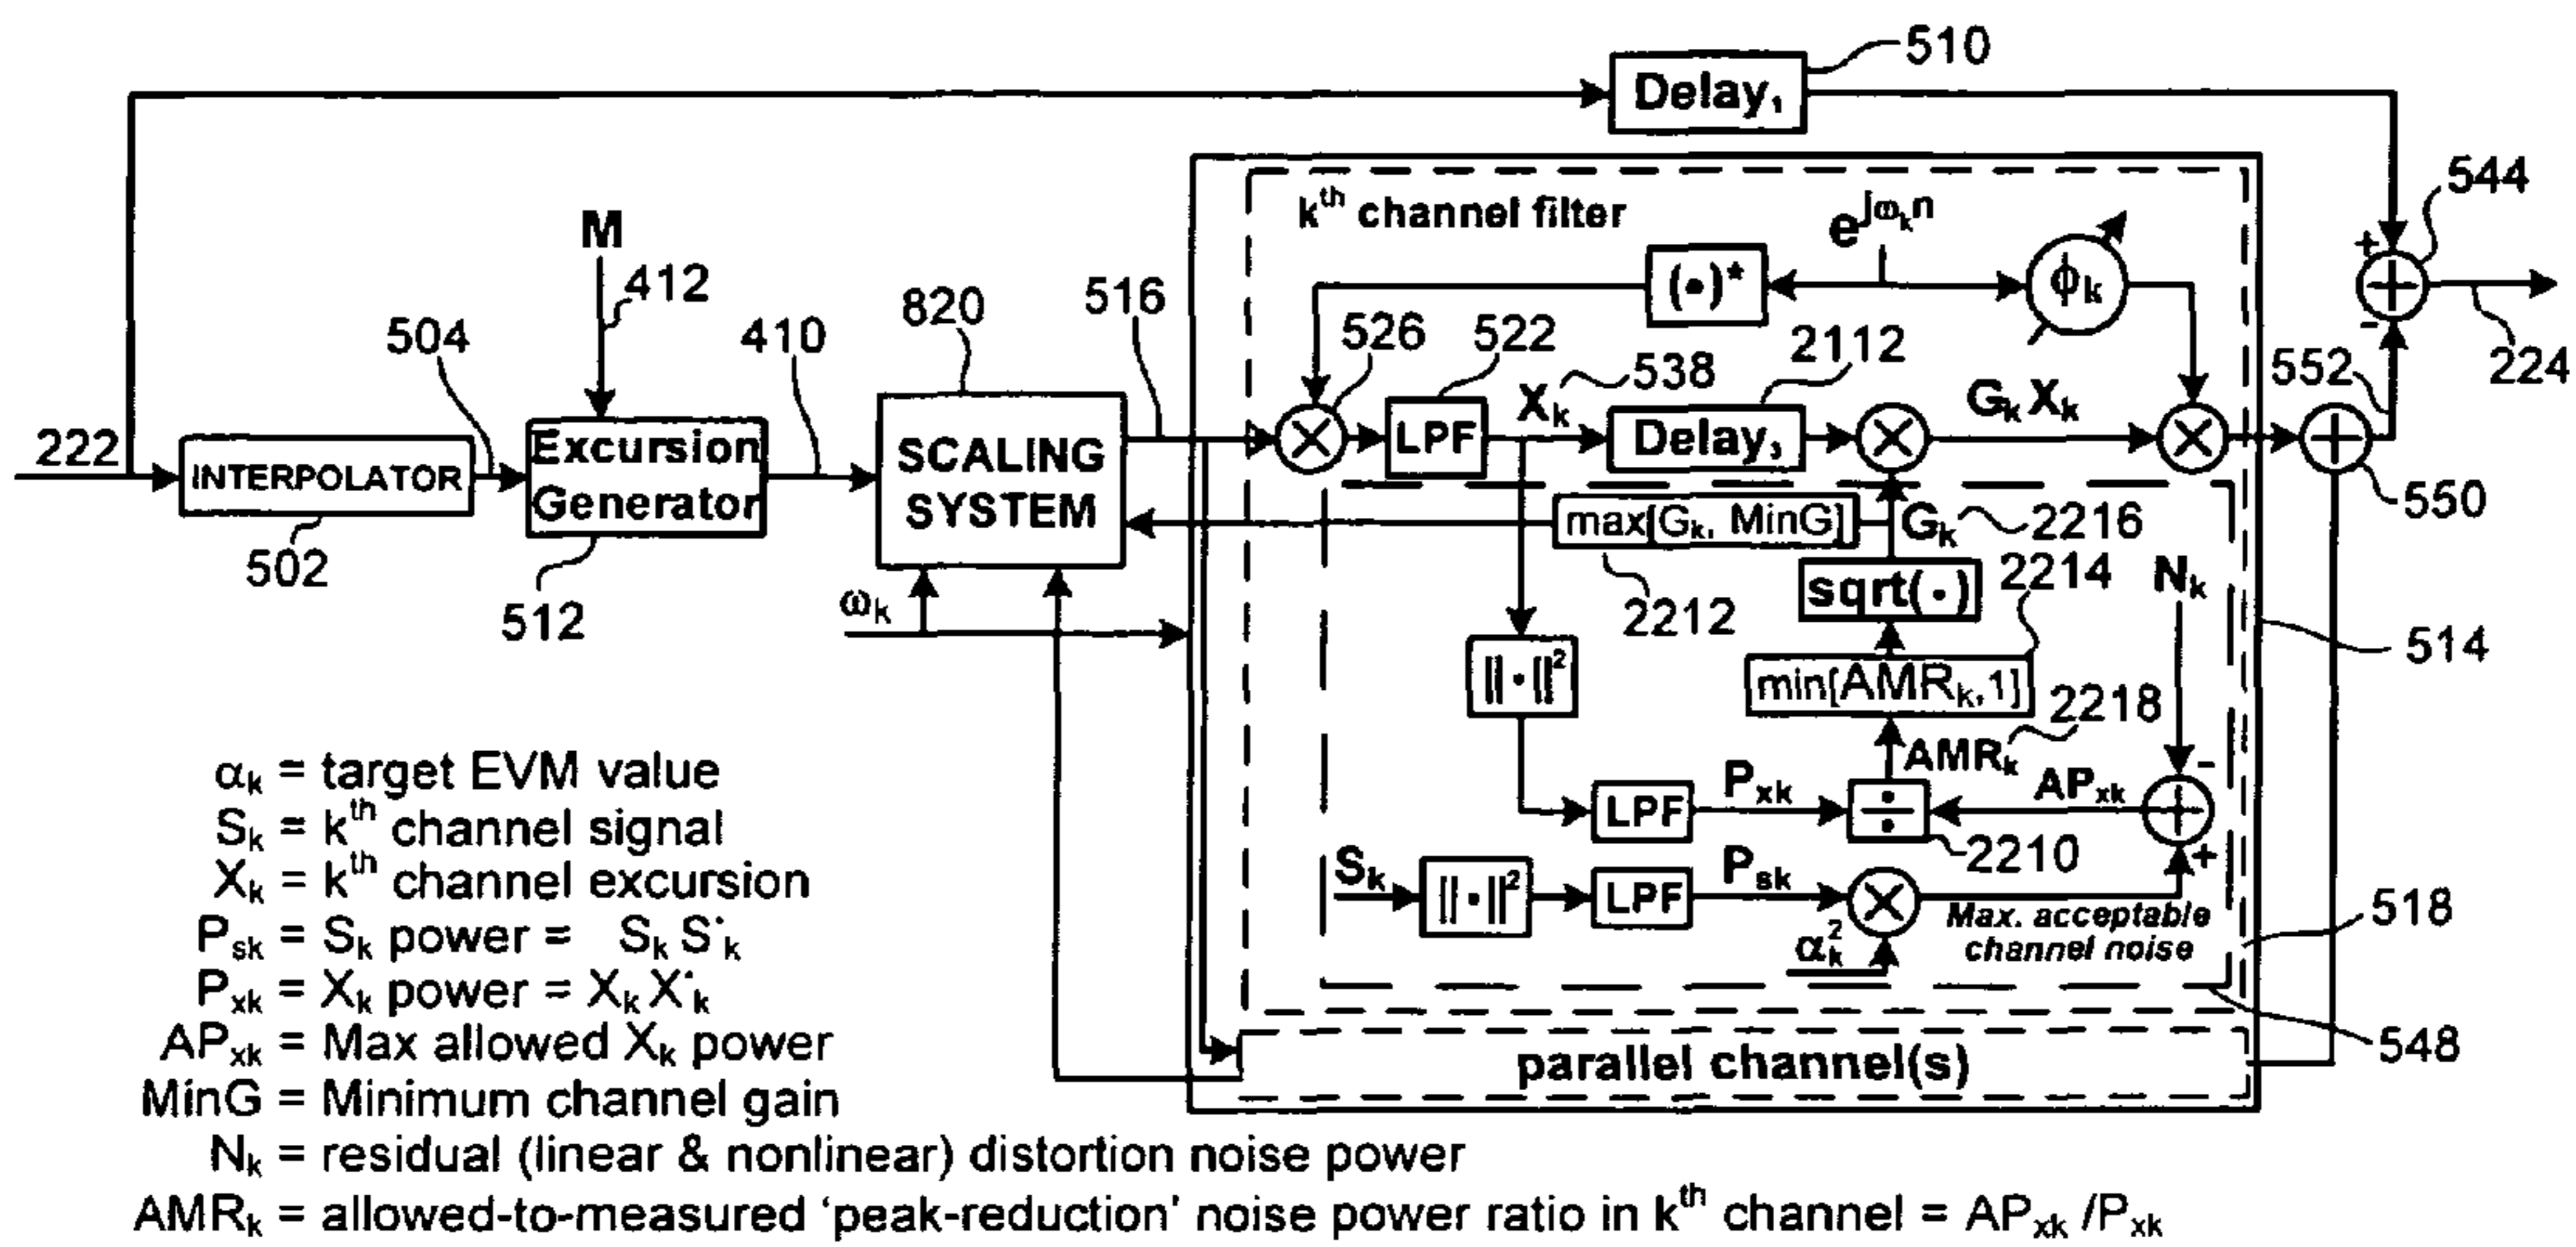 510
Delay₁
544
kᵗʰ channel filter
e^jωₖn
M
412
(•)*
ϕₖ
+
-
820
516
526
522
2112
504
410
Xₖ
538
552
224
222
INTERPOLATOR
Excursion
Generator
SCALING
SYSTEM
LPF
Delay₃
GₖXₖ
550
max[Gₖ, MinG]
Gₖ
2216
502
512
ωₖ
2212
sqrt(•)
2214
Nₖ
514
||•||²
min[AMRₖ,1]
2218
AMRₖ
-
LPF
Pₓₖ
÷
APₓₖ
2210
+
Sₖ
||•||²
LPF
Pₛₖ
αₖ²
Max. acceptable
channel noise
518
548
parallel channel(s)
αₖ = target EVM value
Sₖ = kᵗʰ channel signal
Xₖ = kᵗʰ channel excursion
Pₛₖ = Sₖ power = Sₖ S*ₖ
Pₓₖ = Xₖ power = Xₖ X*ₖ
APₓₖ = Max allowed Xₖ power
MinG = Minimum channel gain
Nₖ = residual (linear & nonlinear) distortion noise power
AMRₖ = allowed-to-measured 'peak-reduction' noise power ratio in kᵗʰ channel = APₓₖ /Pₓₖ